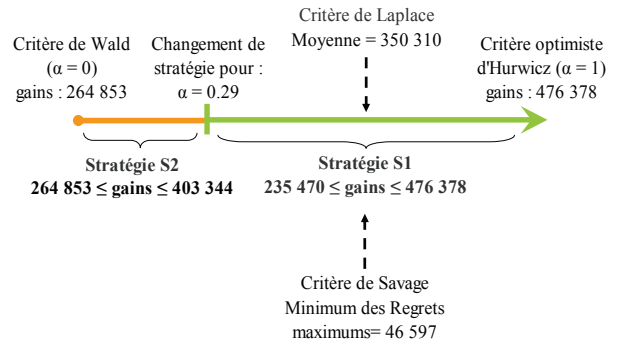 Critère de Wald
(α = 0)
gains : 264 853
Changement de
stratégie pour :
α = 0.29
Critère de Laplace
Moyenne = 350 310
Critère optimiste
d'Hurwicz (α = 1)
gains : 476 378
Stratégie S2
264 853 ≤ gains ≤ 403 344
Stratégie S1
235 470 ≤ gains ≤ 476 378
Critère de Savage
Minimum des Regrets
maximums= 46 597